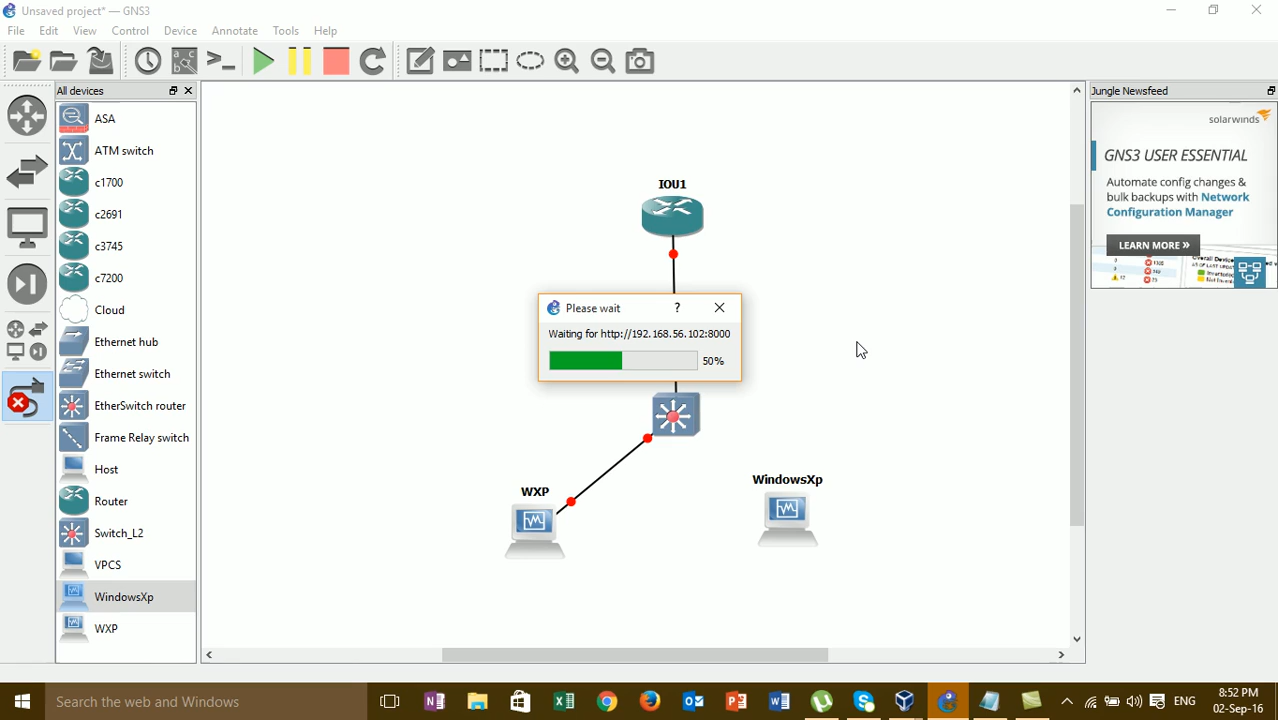 Unsaved project* — GNS3
File Edit View Control Device Annotate Tools Help
All devices
ASA
ATM switch
c1700
c2691
c3745
c7200
Cloud
Ethernet hub
Ethernet switch
EtherSwitch router
Frame Relay switch
Host
Router
Switch_L2
VPCS
WindowsXp
WXP
IOU1
Please wait
Waiting for http://192.168.56.102:8000
50%
WXP
WindowsXp
Jungle Newsfeed
solarwinds
GNS3 USER ESSENTIAL
Automate config changes &
bulk backups with Network
Configuration Manager
LEARN MORE »
Search the web and Windows
ENG
8:52 PM
02-Sep-16